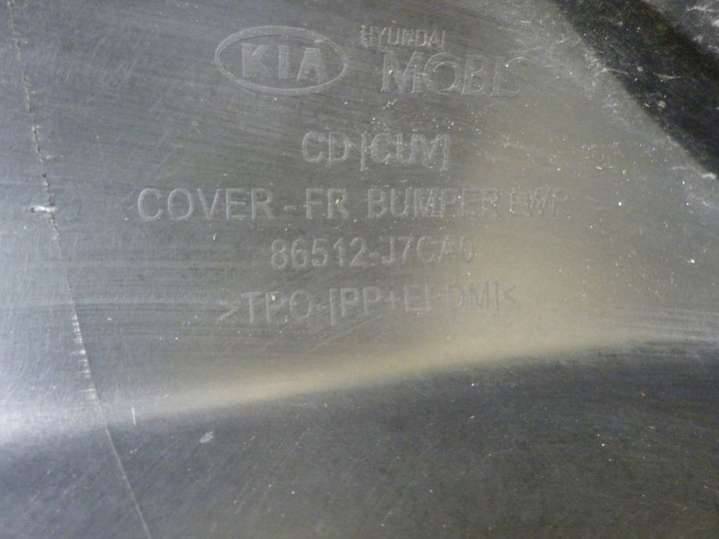 KIA HYUNDAI
MOBIS
CD [CUV]
COVER-FR BUMPER LWR
86512-J7CA0
>TPO-[PP+E/-DM]<